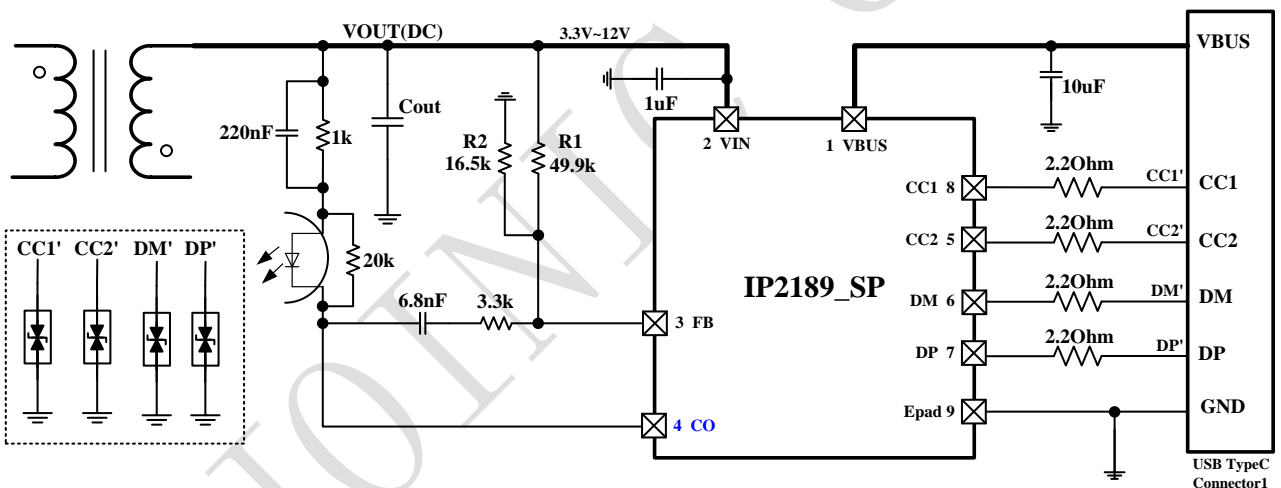 VOUT(DC)
3.3V~12V
VBUS
220nF
1k
Cout
1uF
10uF
R2
16.5k
R1
49.9k
2 VIN
1 VBUS
CC1 8
2.2Ohm
CC1'
CC1
CC2 5
2.2Ohm
CC2'
CC2
CC1' CC2' DM' DP'
20k
IP2189_SP
DM 6
2.2Ohm
DM'
DM
6.8nF
3.3k
3 FB
DP 7
2.2Ohm
DP'
DP
Epad 9
GND
4 CO
USB TypeC
Connector1